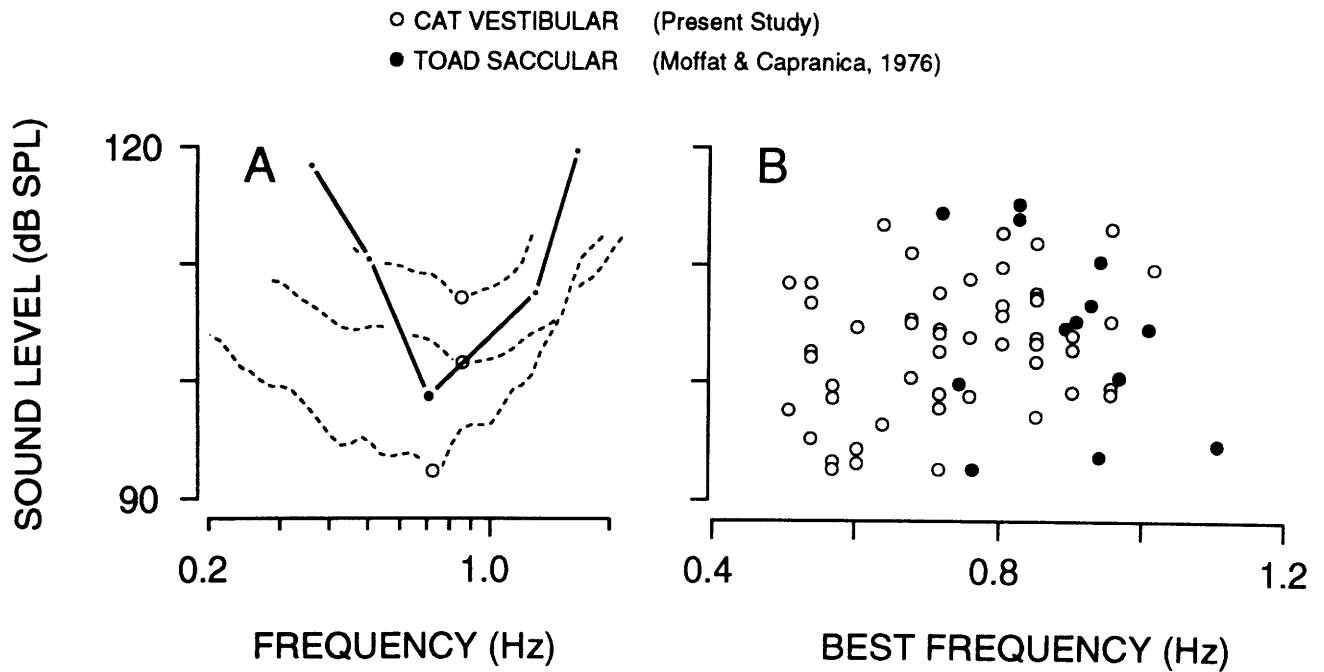 CAT VESTIBULAR (Present Study)
TOAD SACCULAR (Moffat & Capranica, 1976)
SOUND LEVEL (dB SPL)
120
90
A
0.2
1.0
FREQUENCY (Hz)
B
0.4
0.8
1.2
BEST FREQUENCY (Hz)